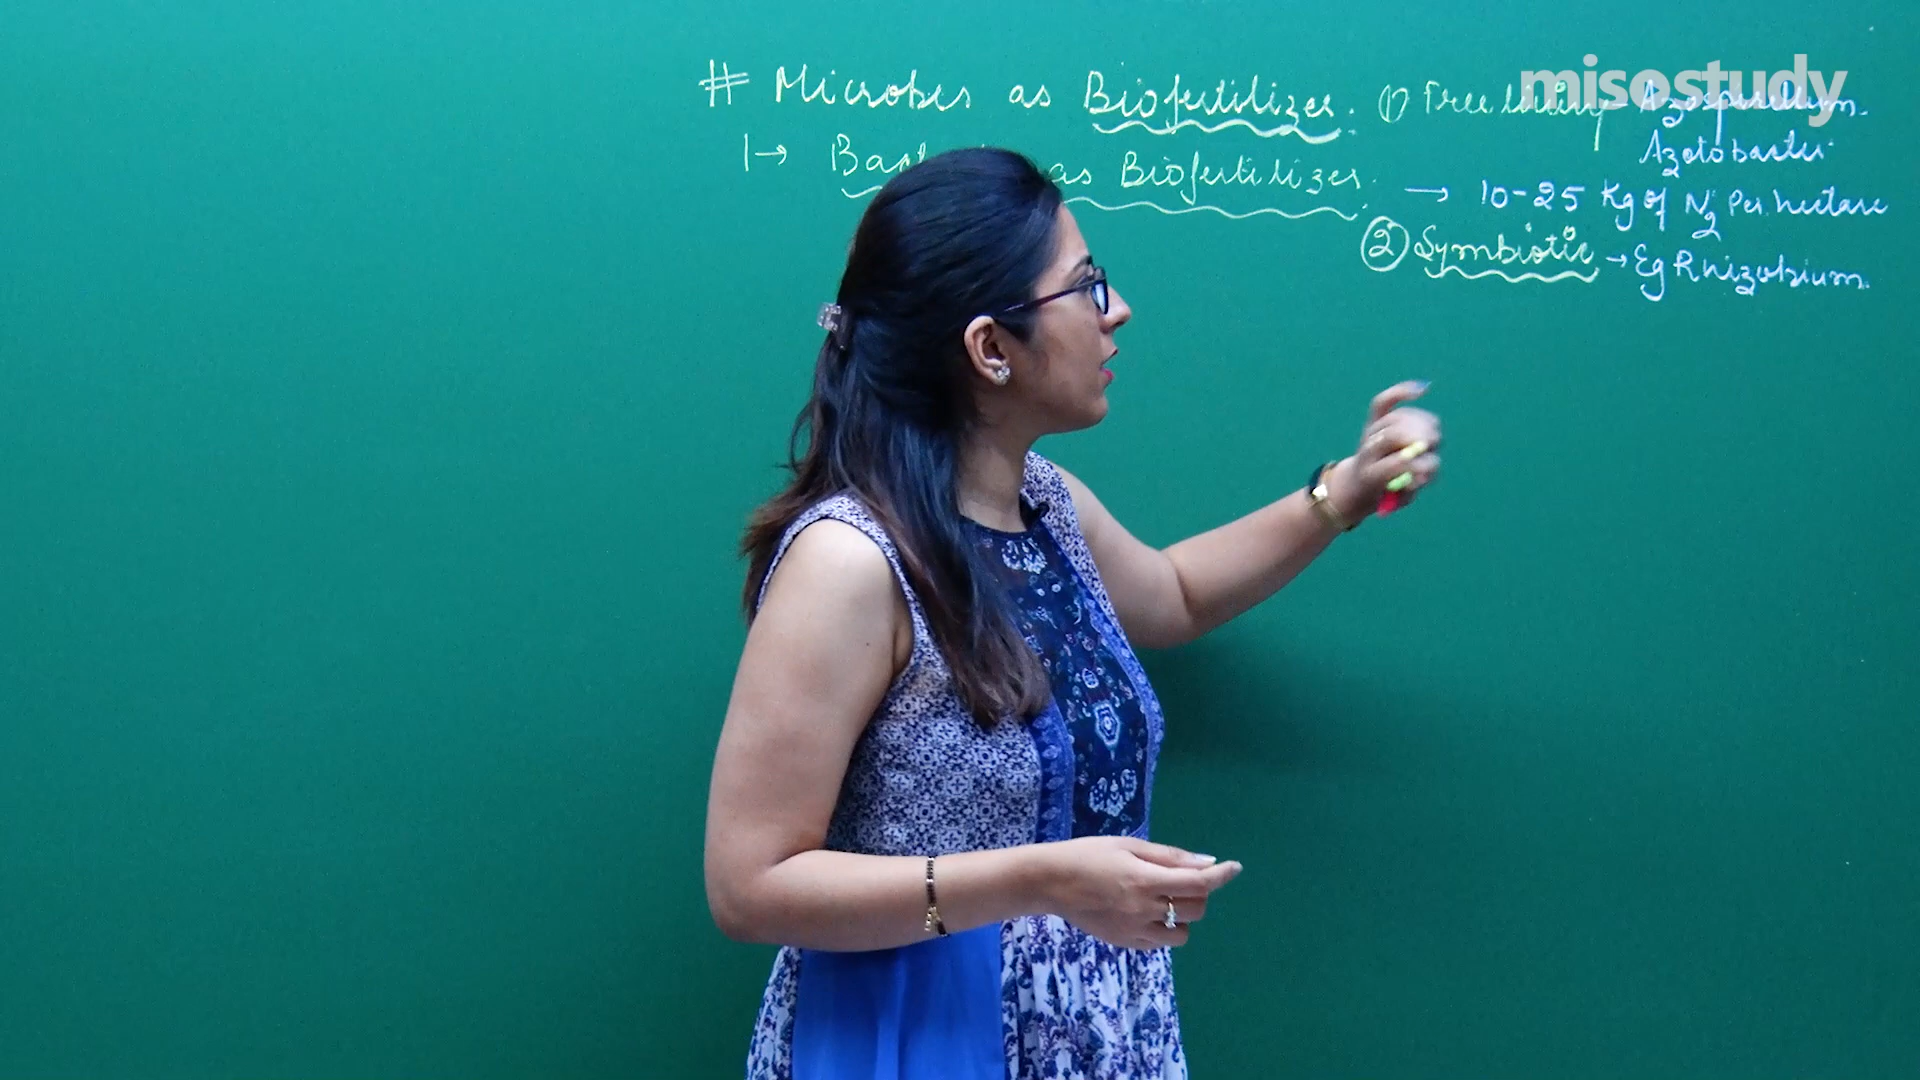 misostudy
# Microbes as Biofertilizer. ① Free living - Azospirillum.
Azotobacter
1→ as Biofertilizer. → 10-25 Kg of N2 Per. hectare
② Symbiotic → Eg Rhizobium.